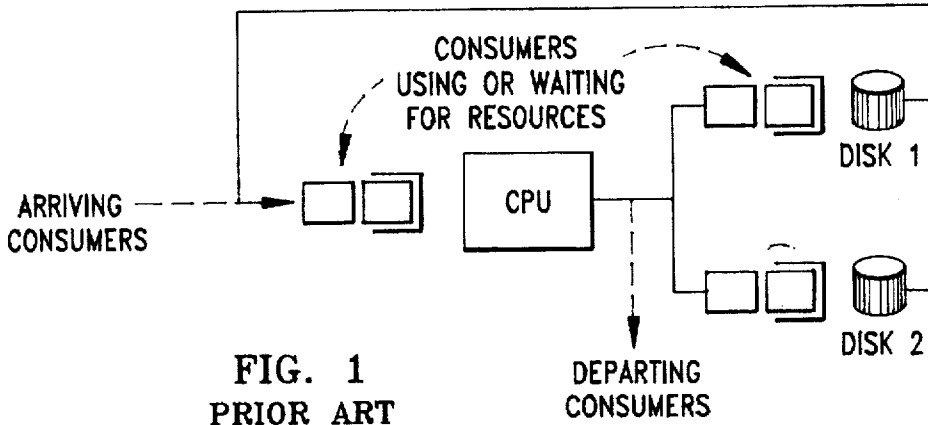 CONSUMERS
USING OR WAITING
FOR RESOURCES
DISK 1
ARRIVING
CONSUMERS
CPU
DISK 2
DEPARTING
CONSUMERS
FIG. 1
PRIOR ART